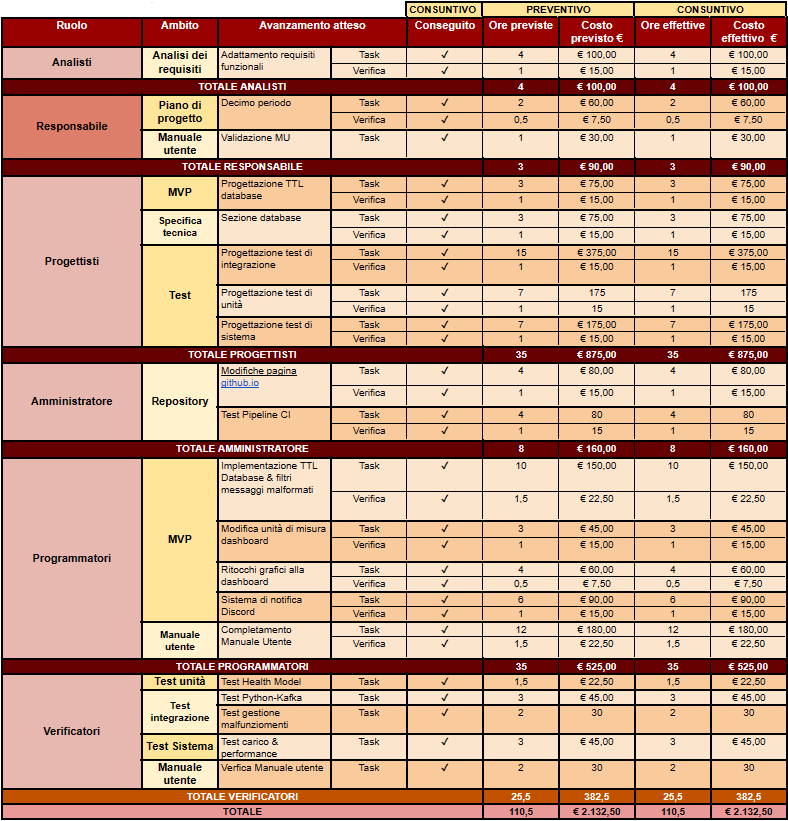 CONSUNTIVO PREVENTIVO CONSUNTIVO
Ruolo Ambito Avanzamento atteso Conseguito Ore previste Costo previsto € Ore effettive Costo effettivo €
Analisti Analisi dei requisiti Adattamento requisiti funzionali Task ✓ 4 € 100,00 4 € 100,00
Verifica ✓ 1 € 15,00 1 € 15,00
TOTALE ANALISTI 4 € 100,00 4 € 100,00
Responsabile Piano di progetto Decimo periodo Task ✓ 2 € 60,00 2 € 60,00
Verifica ✓ 0,5 € 7,50 0,5 € 7,50
Manuale utente Validazione MU Task ✓ 1 € 30,00 1 € 30,00
TOTALE RESPONSABILE 3 € 90,00 3 € 90,00
Progettisti MVP Progettazione TTL database Task ✓ 3 € 75,00 3 € 75,00
Verifica ✓ 1 € 15,00 1 € 15,00
Specifica tecnica Sezione database Task ✓ 3 € 75,00 3 € 75,00
Verifica ✓ 1 € 15,00 1 € 15,00
Test Progettazione test di integrazione Task ✓ 15 € 375,00 15 € 375,00
Verifica ✓ 1 € 15,00 1 € 15,00
Progettazione test di unità Task ✓ 7 175 7 175
Verifica ✓ 1 15 1 15
Progettazione test di sistema Task ✓ 7 € 175,00 7 € 175,00
Verifica ✓ 1 € 15,00 1 € 15,00
TOTALE PROGETTISTI 35 € 875,00 35 € 875,00
Amministratore Repository Modifiche pagina github.io Task ✓ 4 € 80,00 4 € 80,00
Verifica ✓ 1 € 15,00 1 € 15,00
Test Pipeline CI Task ✓ 4 80 4 80
Verifica ✓ 1 15 1 15
TOTALE AMMINISTRATORE 8 € 160,00 8 € 160,00
Programmatori MVP Implementazione TTL Database & filtri messaggi malformati Task ✓ 10 € 150,00 10 € 150,00
Verifica ✓ 1,5 € 22,50 1,5 € 22,50
Modifica unità di misura dashboard Task ✓ 3 € 45,00 3 € 45,00
Verifica ✓ 1 € 15,00 1 € 15,00
Ritocchi grafici alla dashboard Task ✓ 4 € 60,00 4 € 60,00
Verifica ✓ 0,5 € 7,50 0,5 € 7,50
Sistema di notifica Discord Task ✓ 6 € 90,00 6 € 90,00
Verifica ✓ 1 € 15,00 1 € 15,00
Manuale utente Completamento Manuale Utente Task ✓ 12 € 180,00 12 € 180,00
Verifica ✓ 1,5 € 22,50 1,5 € 22,50
TOTALE PROGRAMMATORI 35 € 525,00 35 € 525,00
Verificatori Test unità Test Health Model Task ✓ 1,5 € 22,50 1,5 € 22,50
Test integrazione Test Python-Kafka Task ✓ 3 € 45,00 3 € 45,00
Test gestione malfunziomenti Task ✓ 2 30 2 30
Test Sistema Test carico & performance Task ✓ 3 € 45,00 3 € 45,00
Manuale utente Verfica Manuale utente Task ✓ 2 30 2 30
TOTALE VERIFICATORI 25,5 382,5 25,5 382,5
TOTALE 110,5 € 2.132,50 110,5 € 2.132,50